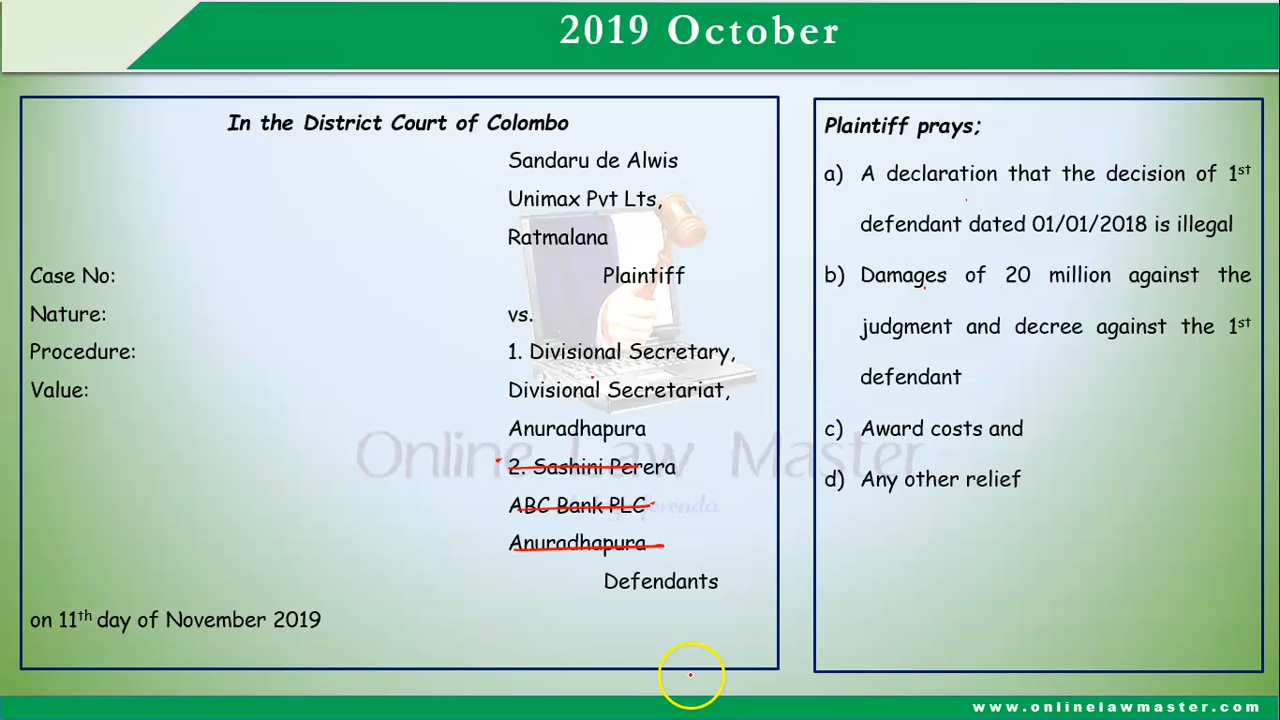 2019 October
In the District Court of Colombo
Sandaru de Alwis
Unimax Pvt Lts,
Ratmalana
Case No:
Plaintiff
Nature:
vs.
Procedure:
1. Divisional Secretary,
Value:
Divisional Secretariat,
Anuradhapura
2. Sashini Perera
ABC Bank PLC
Anuradhapura
Defendants
on 11th day of November 2019
Plaintiff prays;
a) A declaration that the decision of 1st
defendant dated 01/01/2018 is illegal
b) Damages of 20 million against the
judgment and decree against the 1st
defendant
c) Award costs and
d) Any other relief
Online Law Master
www.onlinelawmaster.com